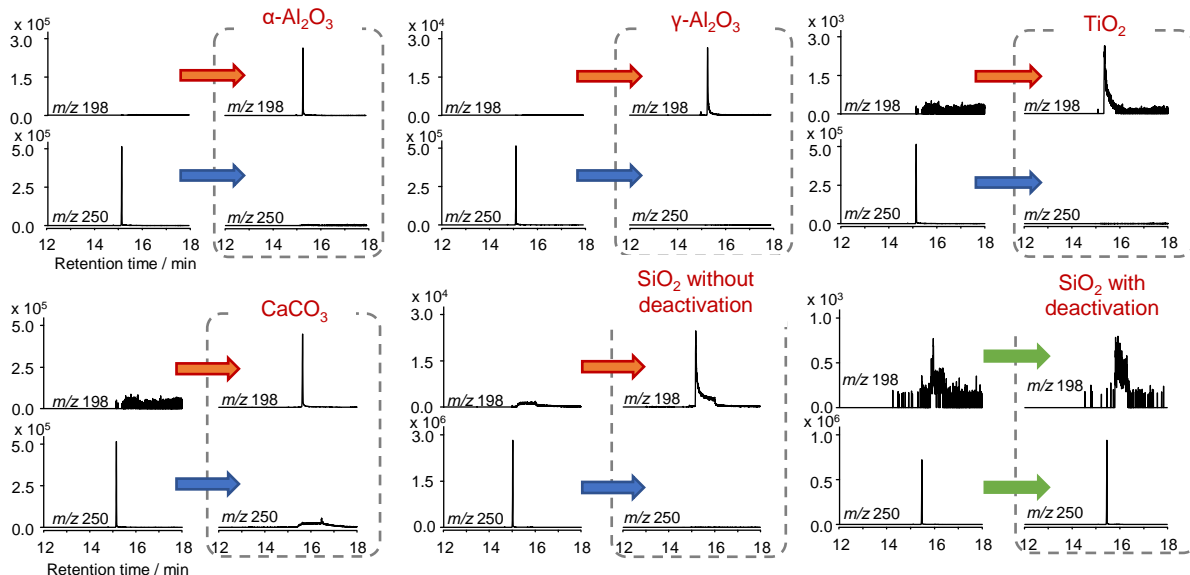 α-Al2O3
γ-Al2O3
TiO2
x 10^5
3.0
1.5
0.0
m/z 198
m/z 198
x 10^5
5.0
2.5
0.0
m/z 250
m/z 250
12 14 16 18
12 14 16 18
Retention time / min
x 10^4
3.0
1.5
0.0
m/z 198
m/z 198
x 10^5
5.0
2.5
0.0
m/z 250
m/z 250
12 14 16 18
12 14 16 18
x 10^3
3.0
1.5
0.0
m/z 198
m/z 198
x 10^5
5.0
2.5
0.0
m/z 250
m/z 250
12 14 16 18
12 14 16 18
CaCO3
SiO2 without
deactivation
SiO2 with
deactivation
x 10^5
5.0
2.5
0.0
m/z 198
m/z 198
x 10^5
5.0
2.5
0.0
m/z 250
m/z 250
12 14 16 18
12 14 16 18
Retention time / min
x 10^4
3.0
1.5
0.0
m/z 198
m/z 198
x 10^6
3.0
1.5
0.0
m/z 250
m/z 250
12 14 16 18
12 14 16 18
x 10^3
1.0
0.5
0.0
m/z 198
m/z 198
x 10^6
1.0
0.5
0.0
m/z 250
m/z 250
12 14 16 18
12 14 16 18